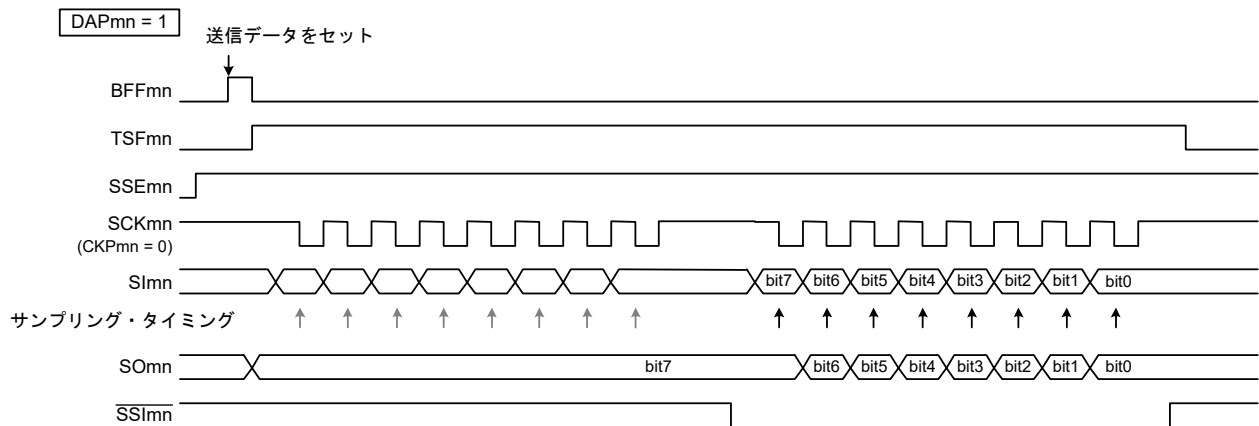 DAPmn = 1
送信データをセット
BFFmn
TSFmn
SSEmn
SCKmn
(CKPmn = 0)
SImn
bit7 bit6 bit5 bit4 bit3 bit2 bit1 bit0
サンプリング・タイミング
SOmn
bit7 bit6 bit5 bit4 bit3 bit2 bit1 bit0
SSImn